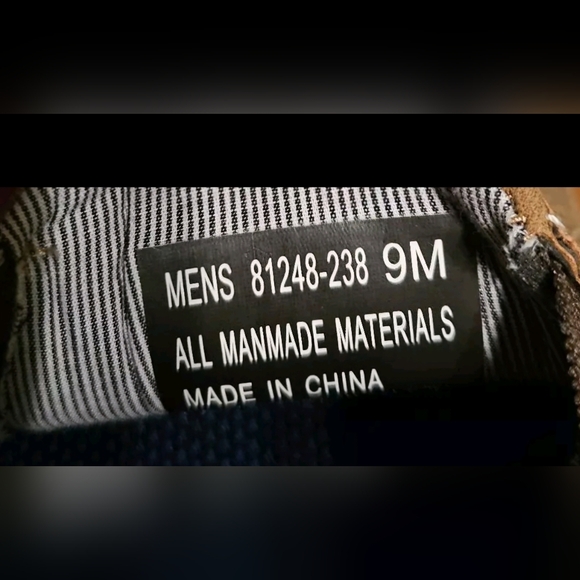 MENS 81248-238 9M
ALL MANMADE MATERIALS
MADE IN CHINA